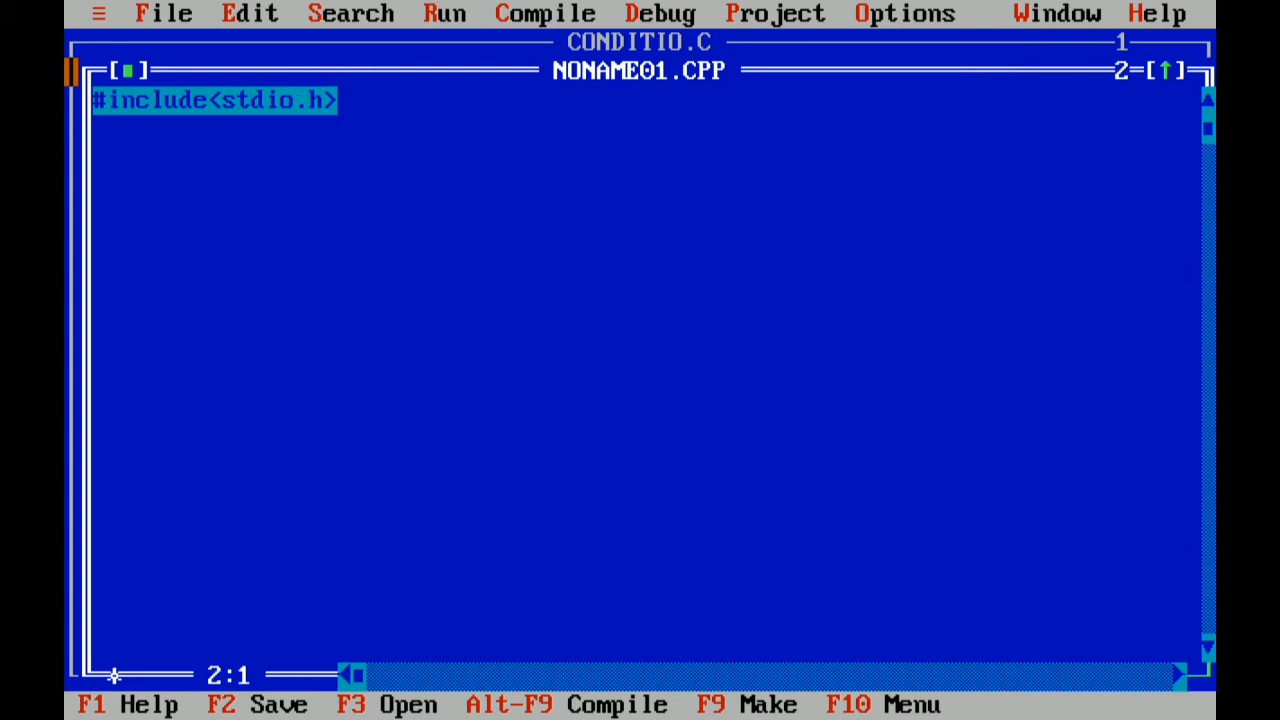 ≡ File Edit Search Run Compile Debug Project Options Window Help
CONDITIO.C 1
[■] NONAME01.CPP 2=[↑]
#include<stdio.h>
2:1
F1 Help F2 Save F3 Open Alt-F9 Compile F9 Make F10 Menu